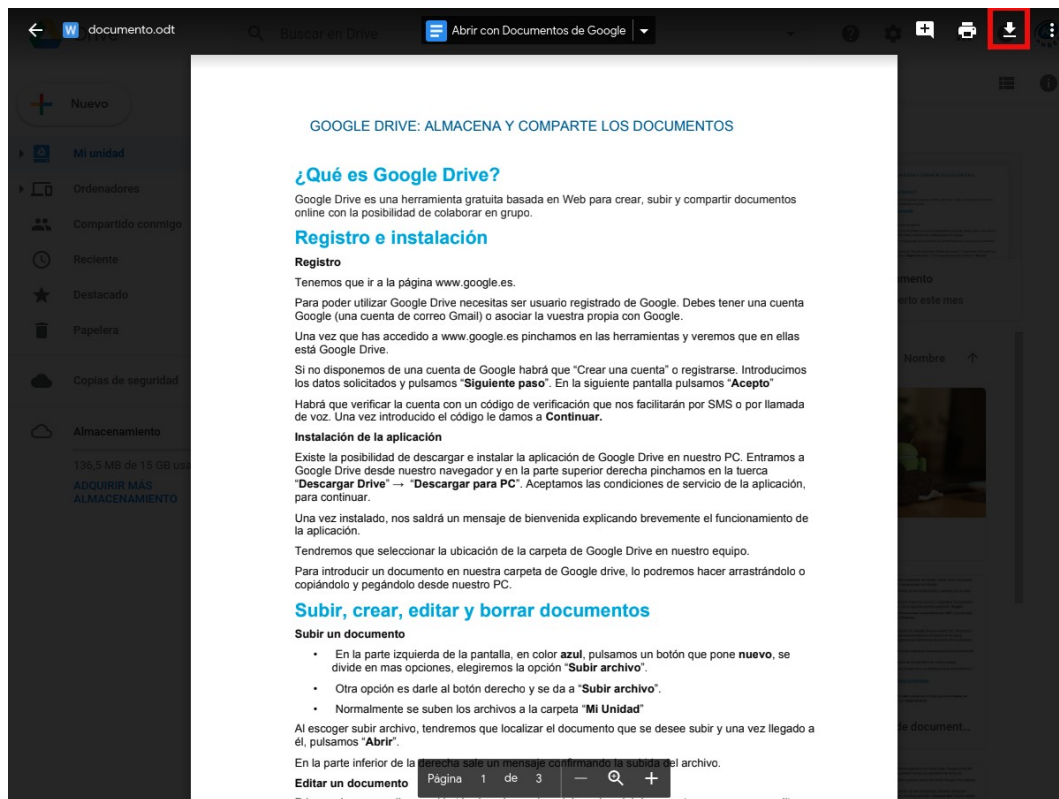 documento.odt
Buscar en Drive
Abrir con Documentos de Google
Nuevo
Mi unidad
Ordenadores
Compartido conmigo
Reciente
Destacado
Papelera
Copias de seguridad
Almacenamiento
136,5 MB de 15 GB
ADQUIRIR MÁS
ALMACENAMIENTO
GOOGLE DRIVE: ALMACENA Y COMPARTE LOS DOCUMENTOS
¿Qué es Google Drive?
Google Drive es una herramienta gratuita basada en Web para crear, subir y compartir documentos
online con la posibilidad de colaborar en grupo.
Registro e instalación
Registro
Tenemos que ir a la página www.google.es.
Para poder utilizar Google Drive necesitas ser usuario registrado de Google. Debes tener una cuenta
Google (una cuenta de correo Gmail) o asociar la vuestra propia con Google.
Una vez que has accedido a www.google.es pinchamos en las herramientas y veremos que en ellas
está Google Drive.
Si no disponemos de una cuenta de Google habrá que “Crear una cuenta” o registrarse. Introducimos
los datos solicitados y pulsamos “Siguiente paso”. En la siguiente pantalla pulsamos “Acepto”
Habrá que verificar la cuenta con un código de verificación que nos facilitarán por SMS o por llamada
de voz. Una vez introducido el código le damos a Continuar.
Instalación de la aplicación
Existe la posibilidad de descargar e instalar la aplicación de Google Drive en nuestro PC. Entramos a
Google Drive desde nuestro navegador y en la parte superior derecha pinchamos en la tuerca
“Descargar Drive” → “Descargar para PC”. Aceptamos las condiciones de servicio de la aplicación,
para continuar.
Una vez instalado, nos saldrá un mensaje de bienvenida explicando brevemente el funcionamiento de
la aplicación.
Tendremos que seleccionar la ubicación de la carpeta de Google Drive en nuestro equipo.
Para introducir un documento en nuestra carpeta de Google drive, lo podremos hacer arrastrándolo o
copiándolo y pegándolo desde nuestro PC.
Subir, crear, editar y borrar documentos
Subir un documento
• En la parte izquierda de la pantalla, en color azul, pulsamos un botón que pone nuevo, se
divide en mas opciones, elegiremos la opción “Subir archivo”.
• Otra opción es darle al botón derecho y se da a “Subir archivo”.
• Normalmente se suben los archivos a la carpeta “Mi Unidad”
Al escoger subir archivo, tendremos que localizar el documento que se desee subir y una vez llegado a
él, pulsamos “Abrir”.
En la parte inferior de la derecha sale un mensaje confirmando la subida del archivo.
Editar un documento
Página 1 de 3
este mes
Nombre
de document...